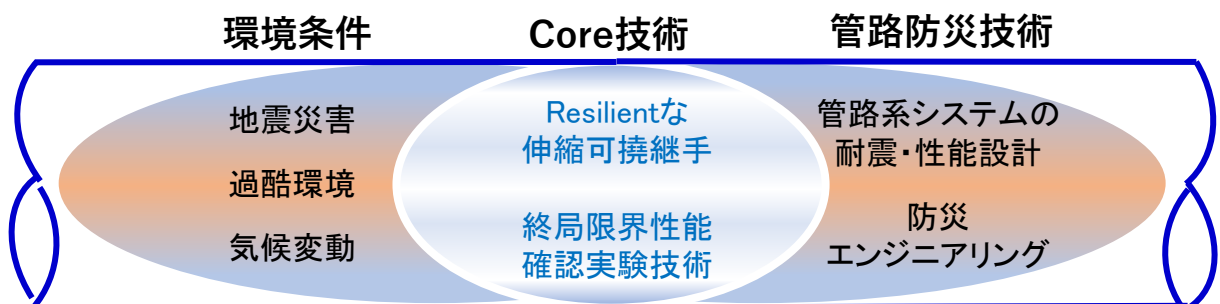 環境条件
Core技術
管路防災技術
地震災害
過酷環境
気候変動
Resilientな
伸縮可撓継手
終局限界性能
確認実験技術
管路系システムの
耐震・性能設計
防災
エンジニアリング